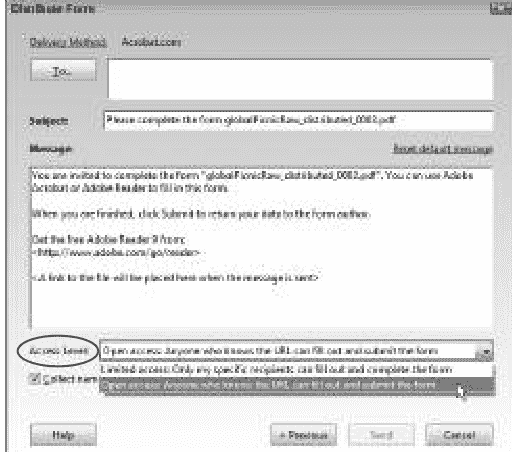 Distribute Form
Delivery Method: Acrobat.com
To...
Subject: Please complete the form globalPicnicRaw_distributed_0002.pdf
Message: Reset default message
You are invited to complete the form "globalPicnicRaw_distributed_0002.pdf". You can use Adobe
Acrobat or Adobe Reader to fill in this form.
When you are finished, click Submit to return your data to the form author.
Get the free Adobe Reader 9 from:
<http://www.adobe.com/go/reader>
<A link to the file will be placed here when the message is sent>
Access Level: Open access: Anyone who knows the URL can fill out and submit the form
Limited access: Only my specific recipients can fill out and complete the form
Collect nam Open access: Anyone who knows the URL can fill out and submit the form
Help < Previous Send Cancel